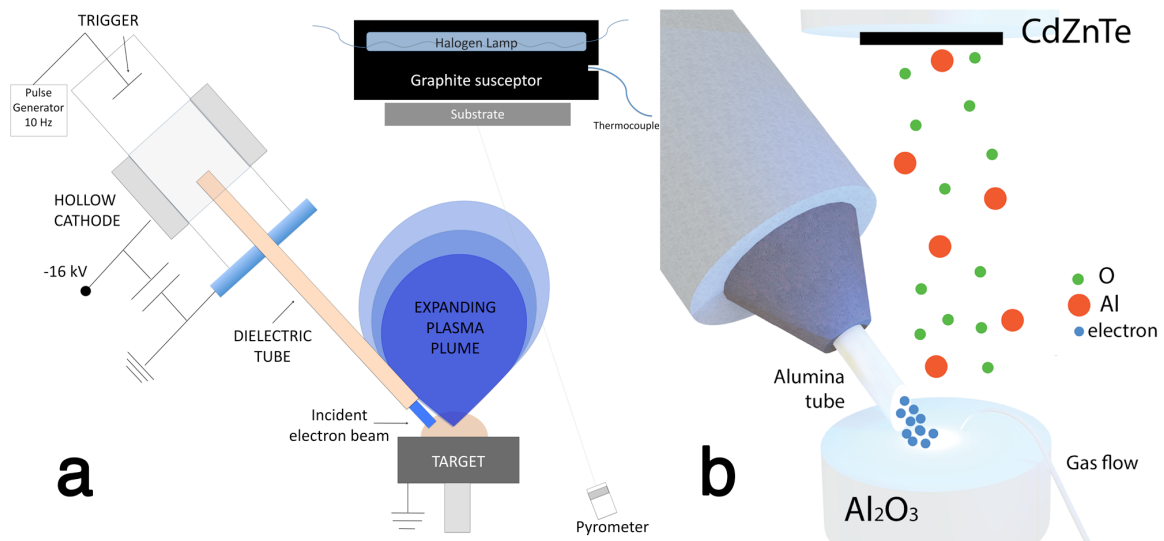 TRIGGER
Pulse
Generator
10 Hz
HOLLOW
CATHODE
-16 kV
DIELECTRIC
TUBE
Halogen Lamp
Graphite susceptor
Substrate
Thermocouple
EXPANDING
PLASMA
PLUME
Incident
electron beam
TARGET
Pyrometer
a
CdZnTe
O
Al
electron
Alumina
tube
Gas flow
Al₂O₃
b